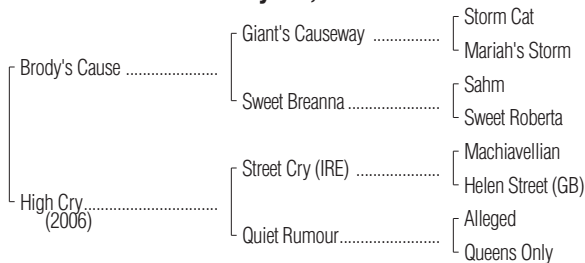 Storm Cat
Giant's Causeway ..................
Mariah's Storm
Brody's Cause ........................
Sahm
Sweet Breanna ........................
Sweet Roberta
Machiavellian
Street Cry (IRE) ......................
Helen Street (GB)
High Cry...................................
(2006)
Alleged
Quiet Rumour..........................
Queens Only